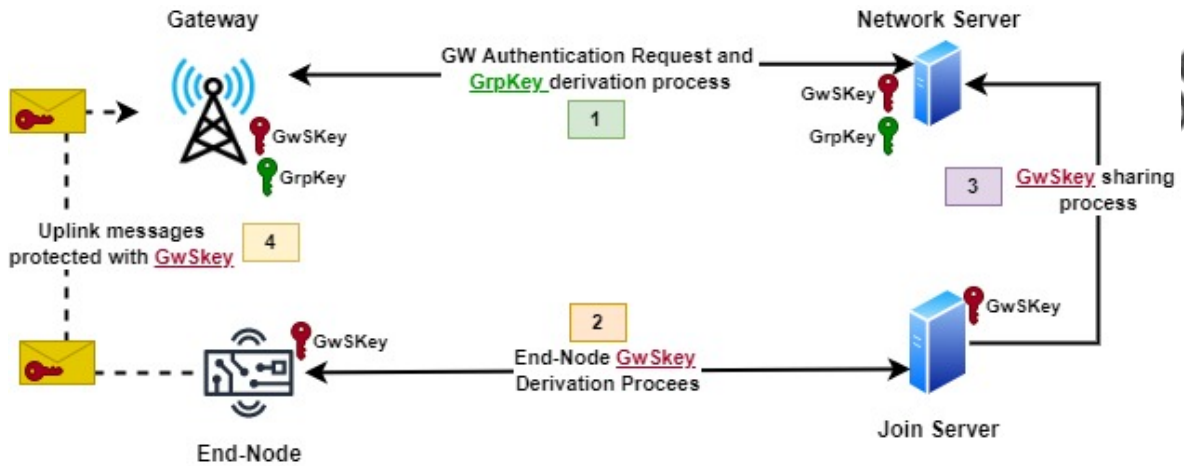 Gateway
Network Server
GW Authentication Request and
GrpKey derivation process
1
GwSKey
GrpKey
GwSKey
GrpKey
3
GwSkey sharing
process
Uplink messages
protected with GwSkey
4
2
End-Node GwSkey
Derivation Procees
GwSKey
GwSKey
End-Node
Join Server